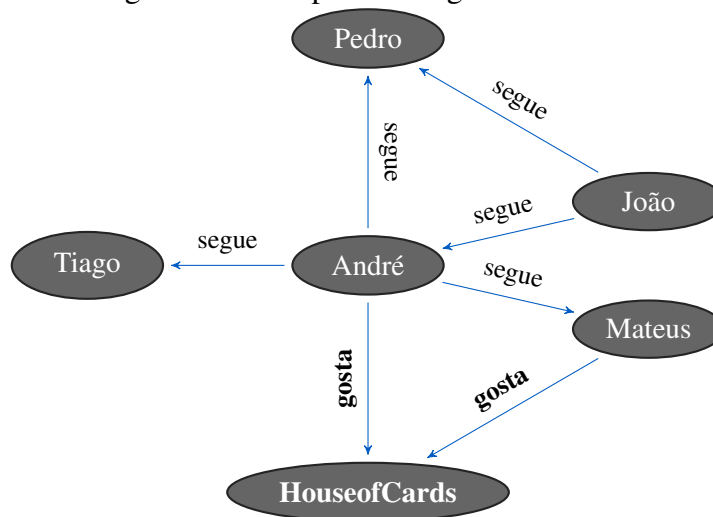 Pedro
segue
segue
João
segue
segue
Tiago
André
segue
Mateus
gosta
gosta
HouseofCards